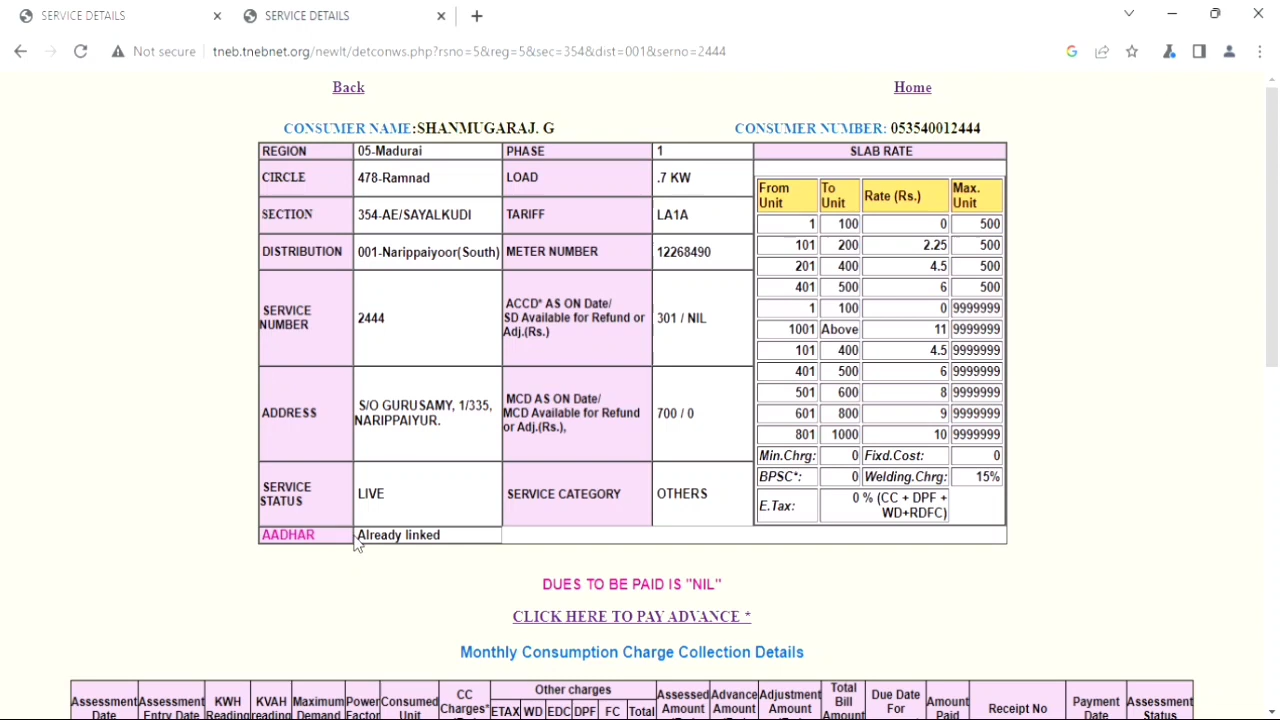 SERVICE DETAILS
SERVICE DETAILS
Not secure
tneb.tnebnet.org/newlt/detconws.php?rsno=5&reg=5&sec=354&dist=001&serno=2444
Back
Home
CONSUMER NAME:SHANMUGARAJ. G
CONSUMER NUMBER: 053540012444
REGION 05-Madurai PHASE 1 SLAB RATE
CIRCLE 478-Ramnad LOAD .7 KW
SECTION 354-AE/SAYALKUDI TARIFF LA1A
DISTRIBUTION 001-Narippaiyoor(South) METER NUMBER 12268490
SERVICE
NUMBER
2444
ACCD* AS ON Date/
SD Available for Refund or
Adj.(Rs.)
301 / NIL
ADDRESS
S/O GURUSAMY, 1/335,
NARIPPAIYUR.
MCD AS ON Date/
MCD Available for Refund
or Adj.(Rs.),
700 / 0
SERVICE
STATUS
LIVE
SERVICE CATEGORY
OTHERS
AADHAR Already linked
From
Unit
To
Unit
Rate (Rs.)
Max.
Unit
1 100 0 500
101 200 2.25 500
201 400 4.5 500
401 500 6 500
1 100 0 9999999
1001 Above 11 9999999
101 400 4.5 9999999
401 500 6 9999999
501 600 8 9999999
601 800 9 9999999
801 1000 10 9999999
Min.Chrg: 0 Fixd.Cost: 0
BPSC*: 0 Welding.Chrg: 15%
E.Tax:
0 % (CC + DPF +
WD+RDFC)
DUES TO BE PAID IS "NIL"
CLICK HERE TO PAY ADVANCE *
Monthly Consumption Charge Collection Details
Assessment
Date
Assessment
Entry Date
KWH
Reading
KVAH
reading
Maximum
Demand
Power
Factor
Consumed
Unit
CC
Charges*
Other charges
ETAX WD EDC DPF FC Total
Assessed
Amount
Advance
Amount
Adjustment
Amount
Total
Bill
Amount
Due Date
For
Amount
Paid
Receipt No
Payment
Date
Assessment
Status